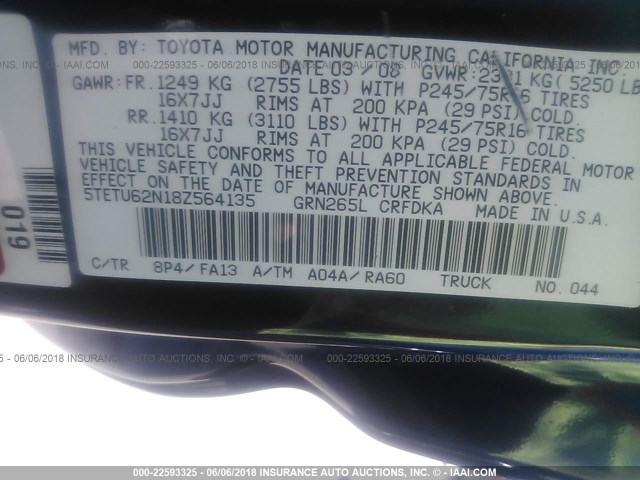 MFD. BY: TOYOTA MOTOR MANUFACTURING CALIFORNIA INC.
DATE 03 / 08 GVWR: KG( 5250 LB
GAWR:FR.1249 KG (2755 LBS) WITH P245/75R16 TIRES
16X7JJ RIMS AT 200 KPA (29 PSI) COLD.
RR.1410 KG (3110 LBS) WITH P245/75R16 TIRES
16X7JJ RIMS AT 200 KPA (29 PSI) COLD.
THIS VEHICLE CONFORMS TO ALL APPLICABLE FEDERAL MOTOR
VEHICLE SAFETY AND THEFT PREVENTION STANDARDS IN
EFFECT ON THE DATE OF MANUFACTURE SHOWN ABOVE.
5TETU62N18Z564135 GRN265L CRFDKA MADE IN U.S.A.
C/TR 8P4/ FA13 A/TM A04A/ RA60 TRUCK NO. 044
019
000-22593325 - 06/06/2018 INSURANCE AUTO AUCTIONS, INC.